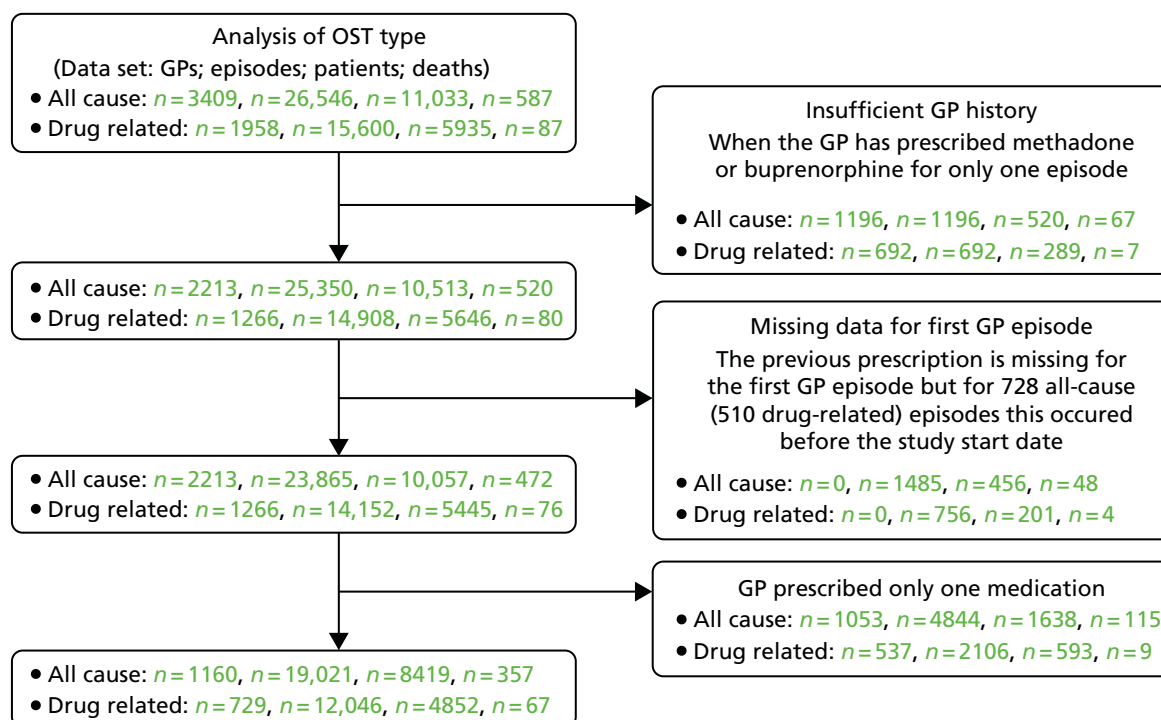 Analysis of OST type
(Data set: GPs; episodes; patients; deaths)
• All cause: n=3409, n=26,546, n=11,033, n=587
• Drug related: n=1958, n=15,600, n=5935, n=87
Insufficient GP history
When the GP has prescribed methadone
or buprenorphine for only one episode
• All cause: n=1196, n=1196, n=520, n=67
• Drug related: n=692, n=692, n=289, n=7
• All cause: n=2213, n=25,350, n=10,513, n=520
• Drug related: n=1266, n=14,908, n=5646, n=80
Missing data for first GP episode
The previous prescription is missing for
the first GP episode but for 728 all-cause
(510 drug-related) episodes this occured
before the study start date
• All cause: n=0, n=1485, n=456, n=48
• Drug related: n=0, n=756, n=201, n=4
• All cause: n=2213, n=23,865, n=10,057, n=472
• Drug related: n=1266, n=14,152, n=5445, n=76
GP prescribed only one medication
• All cause: n=1053, n=4844, n=1638, n=115
• Drug related: n=537, n=2106, n=593, n=9
• All cause: n=1160, n=19,021, n=8419, n=357
• Drug related: n=729, n=12,046, n=4852, n=67